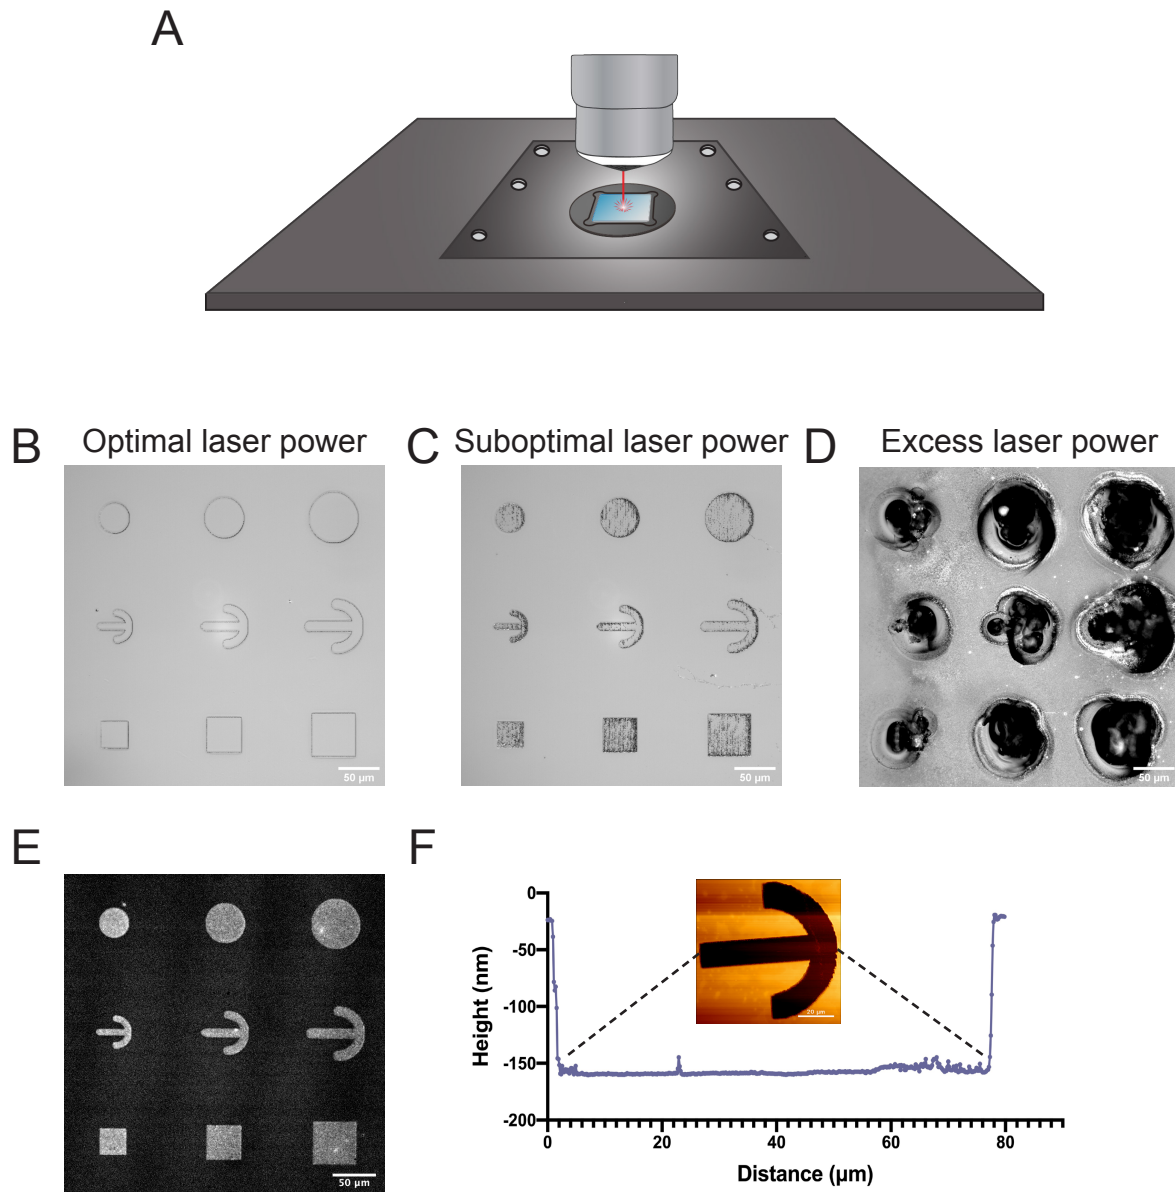 A
B Optimal laser power
C Suboptimal laser power
D Excess laser power
50 µm
50 µm
50 µm
E
50 µm
F
Height (nm)
0
-50
-100
-150
-200
20 µm
0 20 40 60 80
Distance (µm)